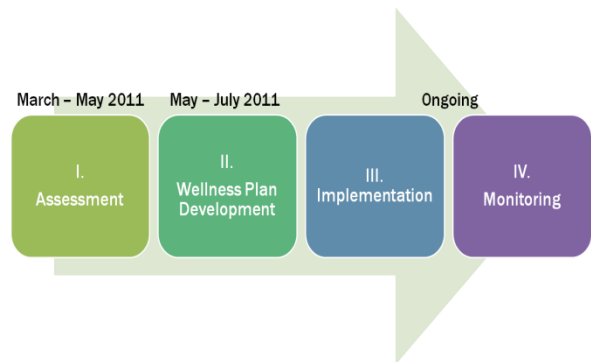 March – May 2011
May – July 2011
Ongoing
I.
Assessment
II.
Wellness Plan
Development
III.
Implementation
IV.
Monitoring